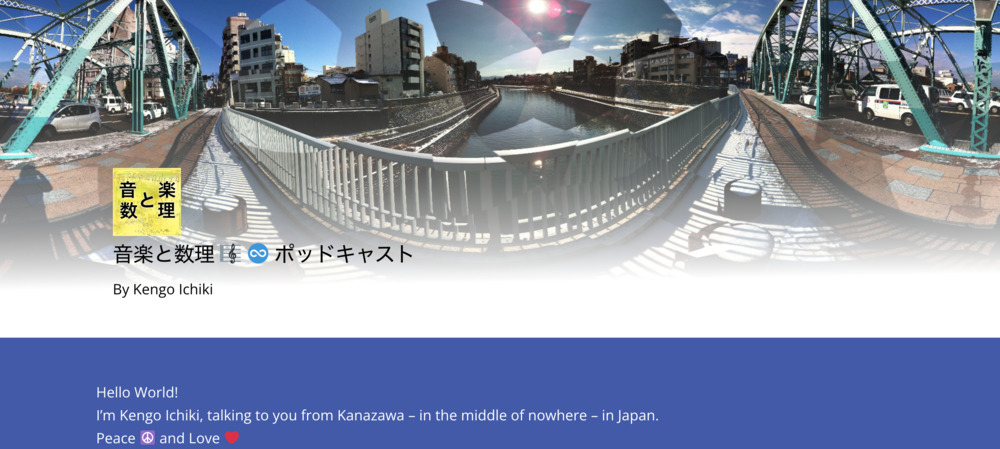 音楽
と
数理
音楽と数理 🎼 ♾️ ポッドキャスト
By Kengo Ichiki
Hello World!
I’m Kengo Ichiki, talking to you from Kanazawa – in the middle of nowhere – in Japan.
Peace ☮️ and Love ❤️